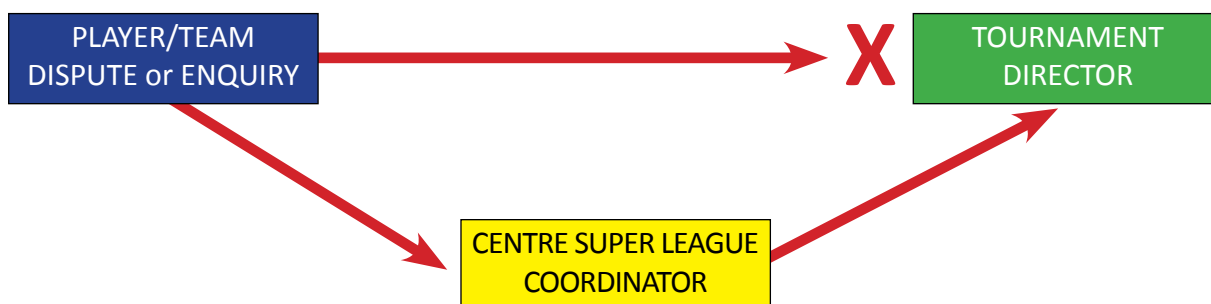 PLAYER/TEAM
DISPUTE or ENQUIRY
X
TOURNAMENT
DIRECTOR
CENTRE SUPER LEAGUE
COORDINATOR